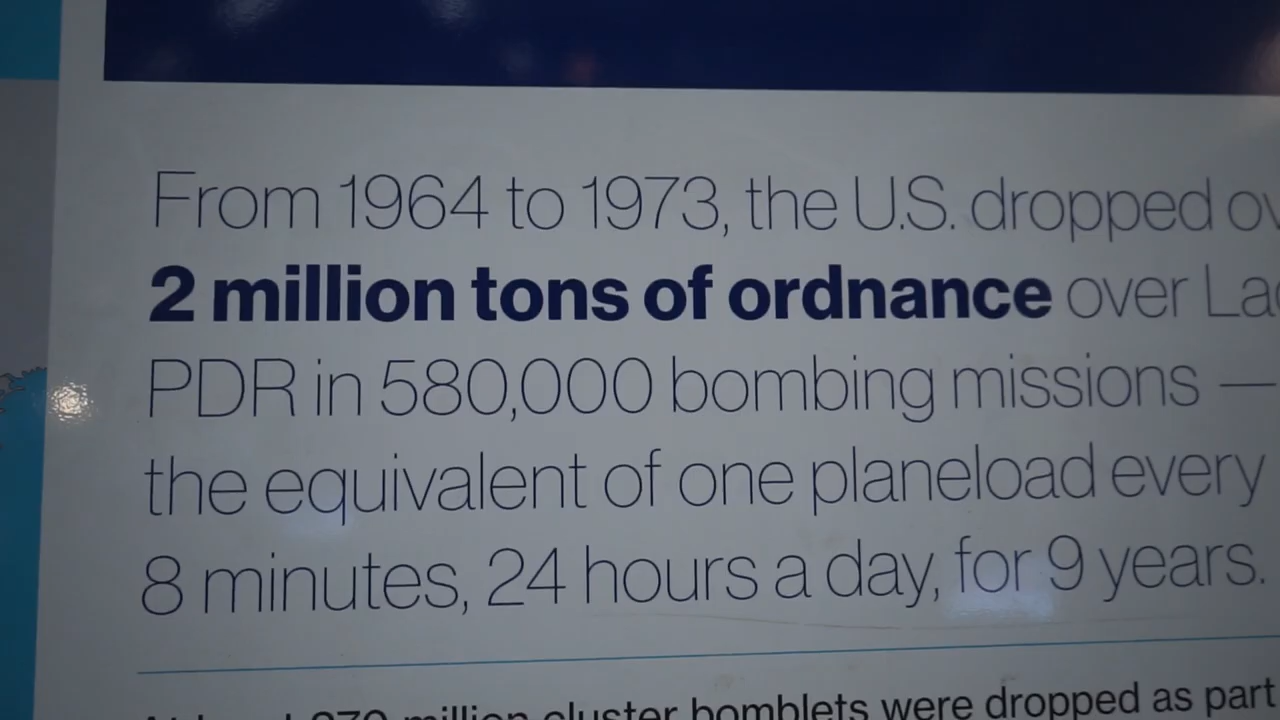 From 1964 to 1973, the U.S. dropped
2 million tons of ordnance over
PDR in 580,000 bombing missions —
the equivalent of one planeload every
8 minutes, 24 hours a day, for 9 years.
million cluster bomblets were dropped as part